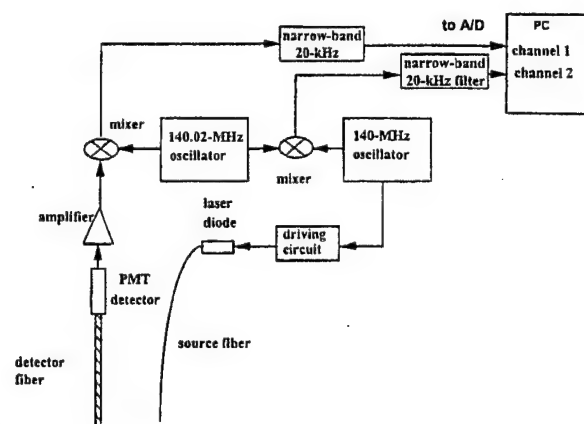 to A/D
PC
narrow-band
20-kHz
channel 1
narrow-band
20-kHz filter
channel 2
mixer
140.02-MHz
oscillator
140-MHz
oscillator
mixer
laser
diode
amplifier
driving
circuit
PMT
detector
source fiber
detector
fiber